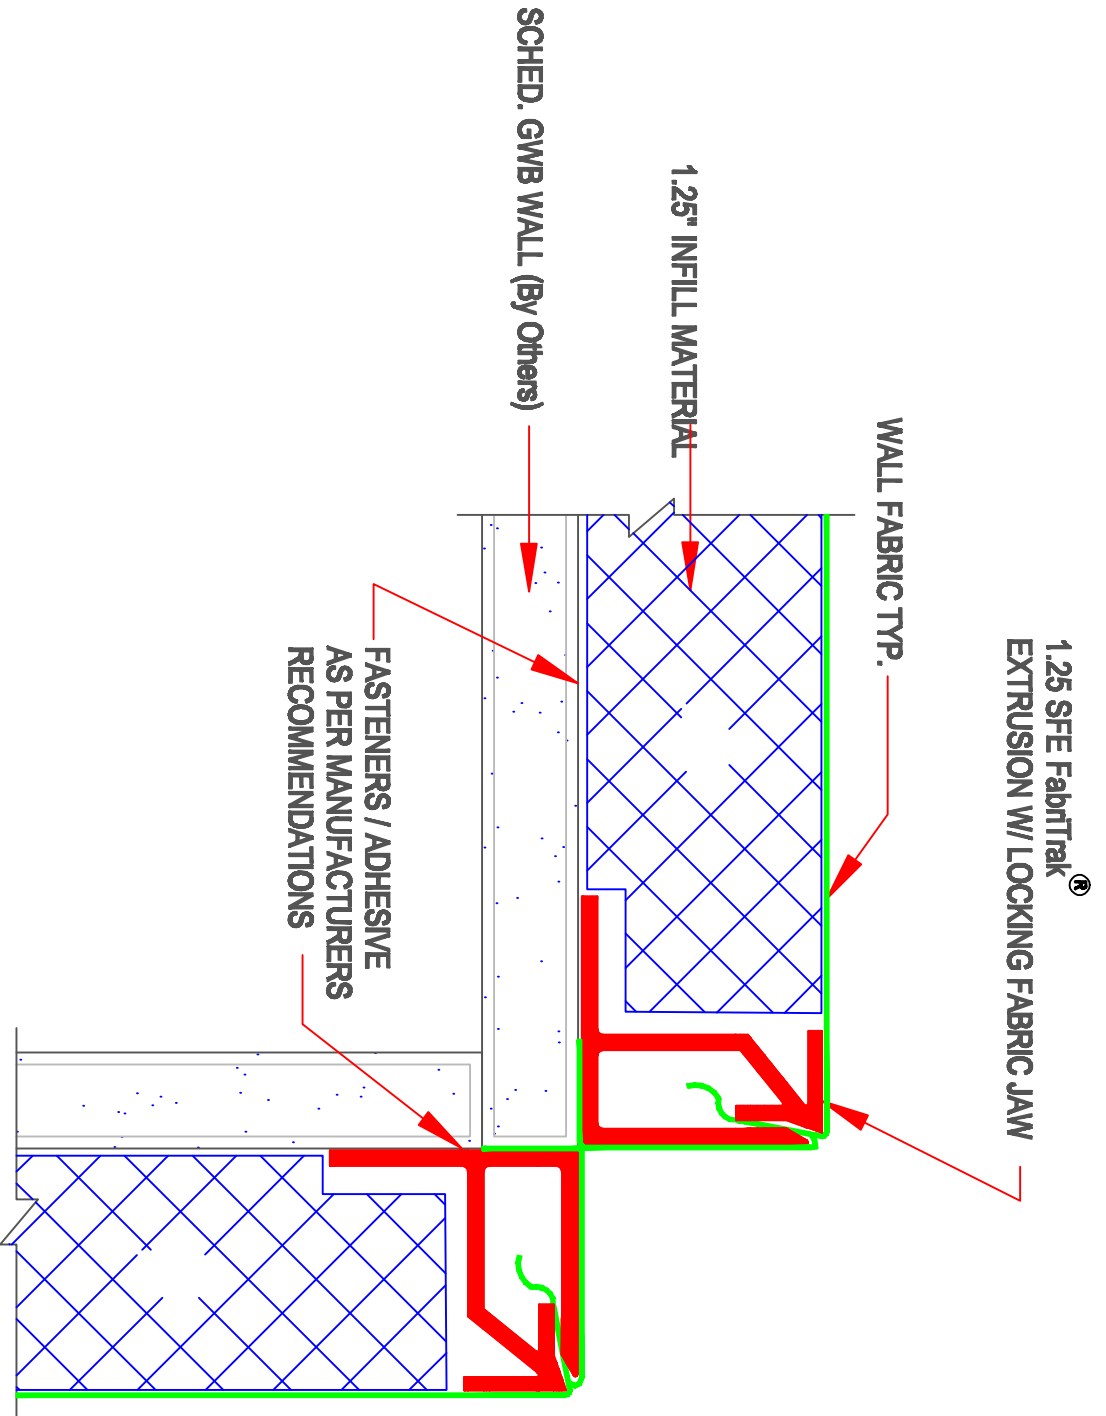 1.25 SFE FabriTrak®
EXTRUSION W/ LOCKING FABRIC JAW
WALL FABRIC TYP.
1.25" INFILL MATERIAL
SCHED. GWB WALL (By Others)
FASTENERS / ADHESIVE
AS PER MANUFACTURERS
RECOMMENDATIONS